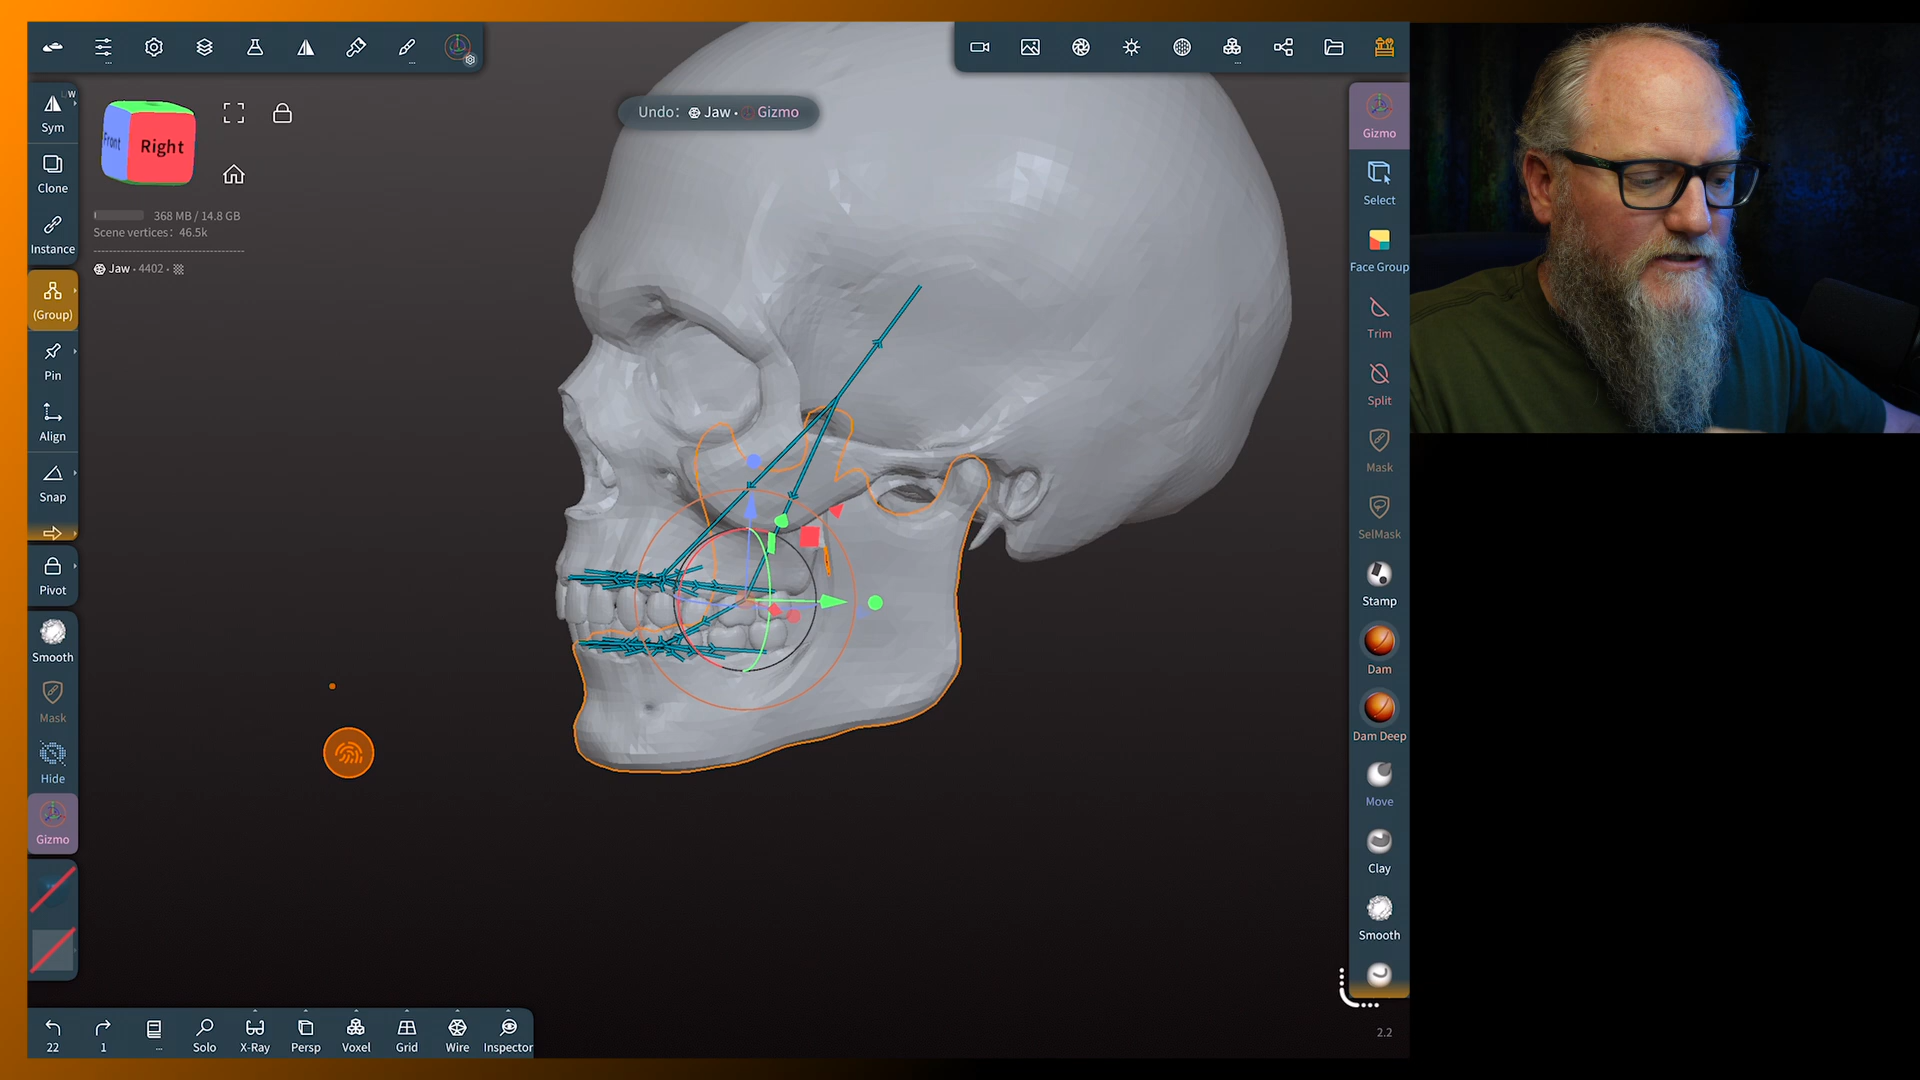 Undo: Jaw • Gizmo
W
Sym
Clone
Instance
(Group)
Pin
Align
Snap
Pivot
Smooth
Mask
Hide
Gizmo
Front
Right
368 MB / 14.8 GB
Scene vertices: 46.5k
Jaw • 4402 •
Gizmo
Select
Face Group
Trim
Split
Mask
SelMask
Stamp
Dam
Dam Deep
Move
Clay
Smooth
22
1
...
Solo
X-Ray
Persp
Voxel
Grid
Wire
Inspector
2.2